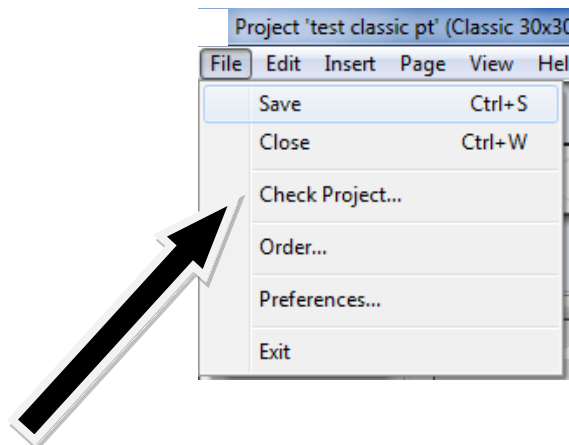 Project 'test classic pt' (Classic 30x30
File Edit Insert Page View Hel
Save Ctrl+S
Close Ctrl+W
Check Project...
Order...
Preferences...
Exit